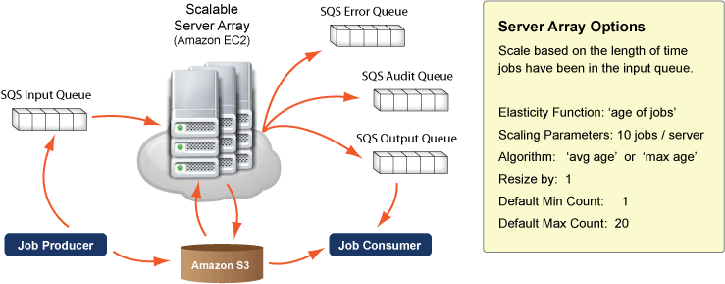 Scalable
Server Array
(Amazon EC2)
SQS Error Queue
SQS Input Queue
SQS Audit Queue
SQS Output Queue
Job Producer
Amazon S3
Job Consumer
Server Array Options
Scale based on the length of time
jobs have been in the input queue.
Elasticity Function: ‘age of jobs’
Scaling Parameters: 10 jobs / server
Algorithm: ‘avg age’ or ‘max age’
Resize by: 1
Default Min Count: 1
Default Max Count: 20